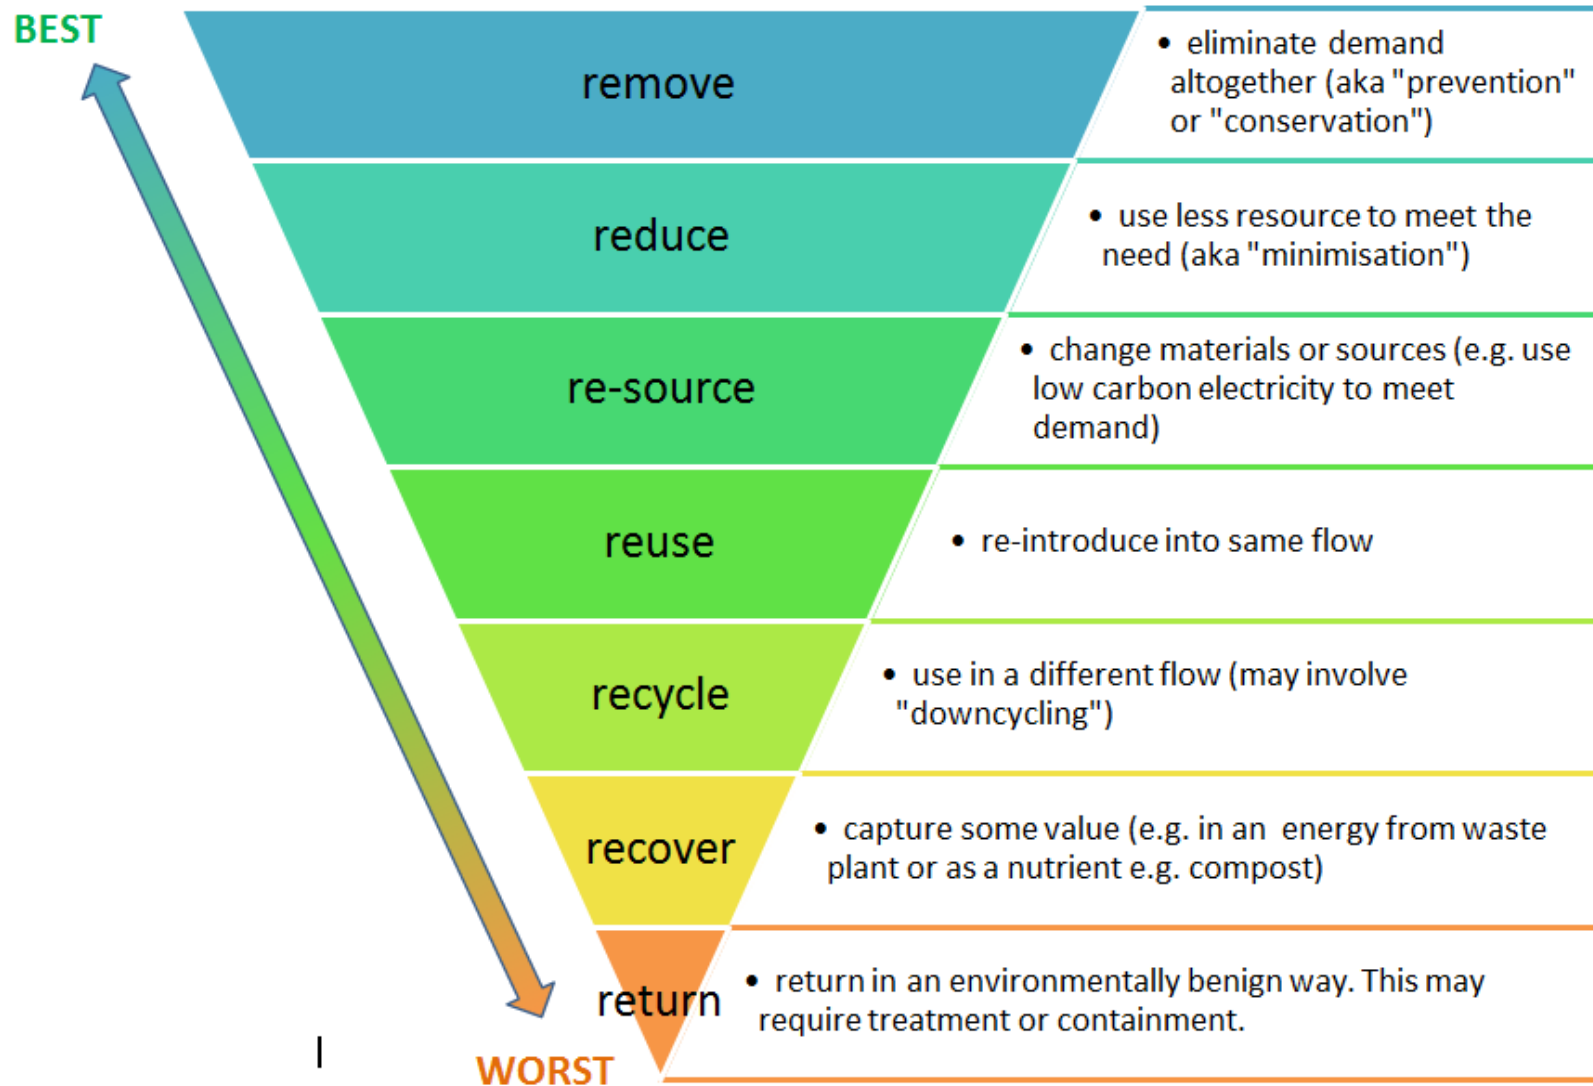 BEST
remove
• eliminate demand
altogether (aka "prevention"
or "conservation")
reduce
• use less resource to meet the
need (aka "minimisation")
re-source
• change materials or sources (e.g. use
low carbon electricity to meet
demand)
reuse
• re-introduce into same flow
recycle
• use in a different flow (may involve
"downcycling")
recover
• capture some value (e.g. in an energy from waste
plant or as a nutrient e.g. compost)
return
• return in an environmentally benign way. This may
require treatment or containment.
WORST